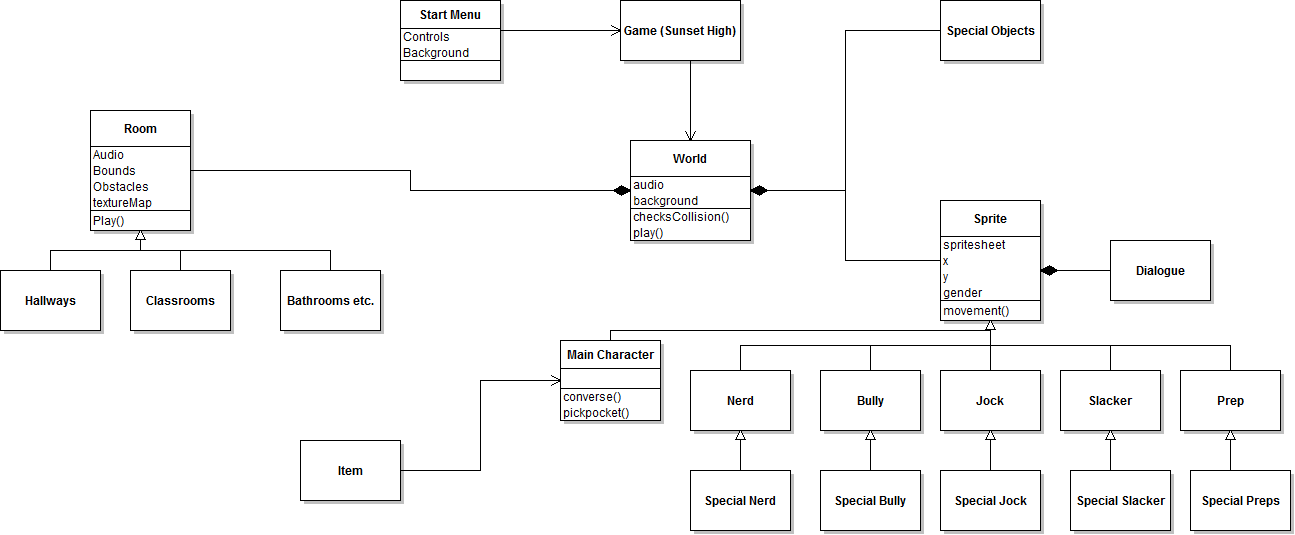 Start Menu
Controls
Background
Game (Sunset High)
Special Objects
Room
Audio
Bounds
Obstacles
textureMap
Play()
World
audio
background
checksCollision()
play()
Sprite
spritesheet
x
y
gender
movement()
Dialogue
Hallways
Classrooms
Bathrooms etc.
Main Character
converse()
pickpocket()
Nerd
Bully
Jock
Slacker
Prep
Item
Special Nerd
Special Bully
Special Jock
Special Slacker
Special Preps